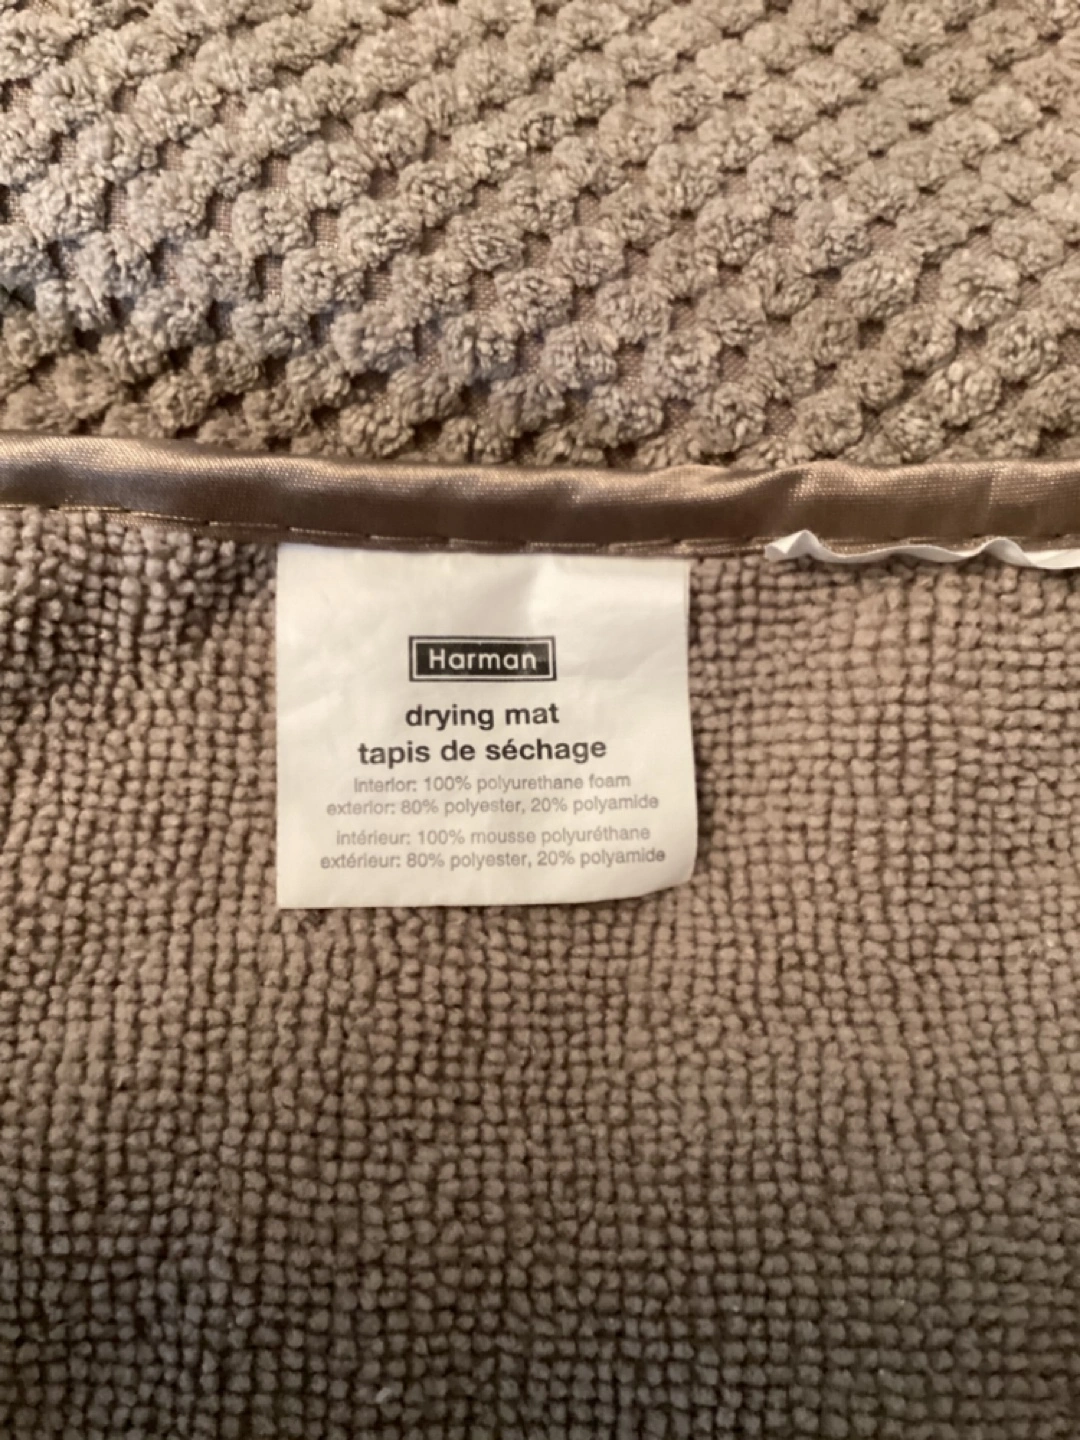 Harman
drying mat
tapis de séchage
interior: 100% polyurethane foam
exterior: 80% polyester, 20% polyamide
intérieur: 100% mousse polyuréthane
extérieur: 80% polyester, 20% polyamide